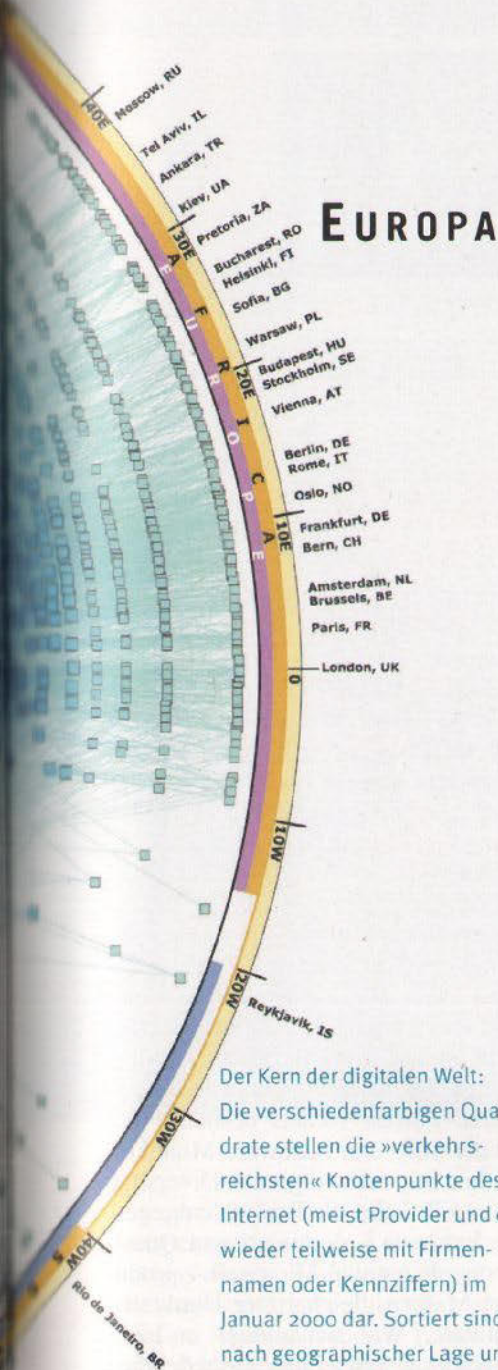 40E
Moscow, RU
Tel Aviv, IL
Ankara, TR
Kiev, UA
30E
Pretoria, ZA
EUROPA
Bucharest, RO
Helsinki, FI
Sofia, BG
Warsaw, PL
20E
Budapest, HU
Stockholm, SE
Vienna, AT
AFRICA
EUROPE
Berlin, DE
Rome, IT
Oslo, NO
10E
Frankfurt, DE
Bern, CH
Amsterdam, NL
Brussels, BE
Paris, FR
0
London, UK
10W
20W
Reykjavik, IS
30W
40W
S
Rio de Janeiro, BR
Der Kern der digitalen Welt:
Die verschiedenfarbigen Qua
drate stellen die »verkehrs-
reichsten« Knotenpunkte des
Internet (meist Provider und
wieder teilweise mit Firmen-
namen oder Kennziffern) im
Januar 2000 dar. Sortiert sind
nach geographischer Lage